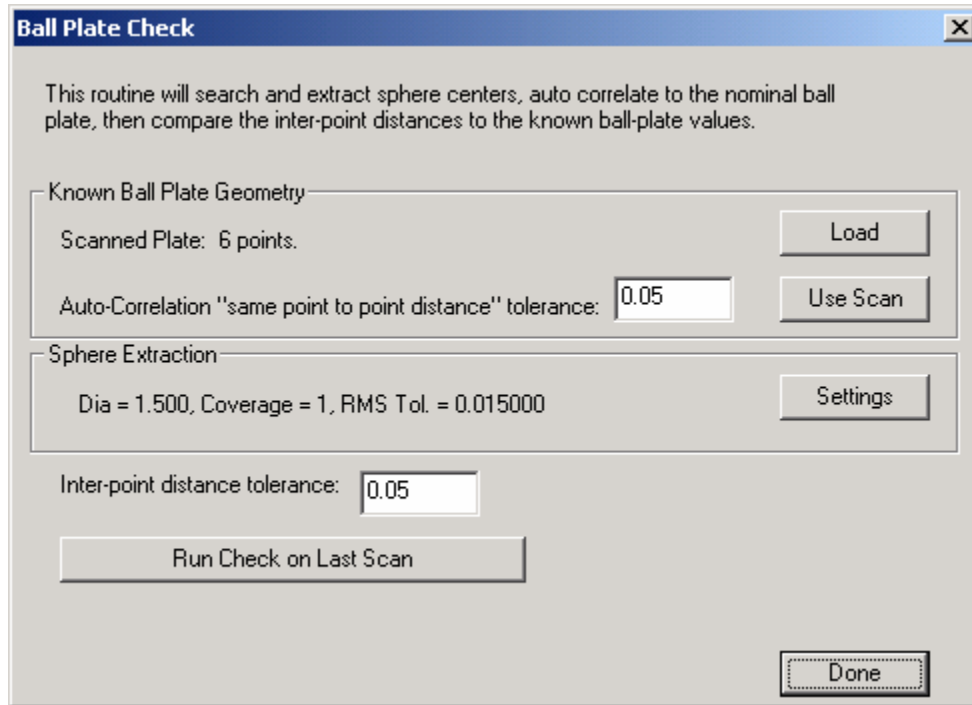 Ball Plate Check
This routine will search and extract sphere centers, auto correlate to the nominal ball
plate, then compare the inter-point distances to the known ball-plate values.
Known Ball Plate Geometry
Scanned Plate:  6 points.
Load
Auto-Correlation "same point to point distance" tolerance:
0.05
Use Scan
Sphere Extraction
Dia = 1.500, Coverage = 1, RMS Tol. = 0.015000
Settings
Inter-point distance tolerance:
0.05
Run Check on Last Scan
Done